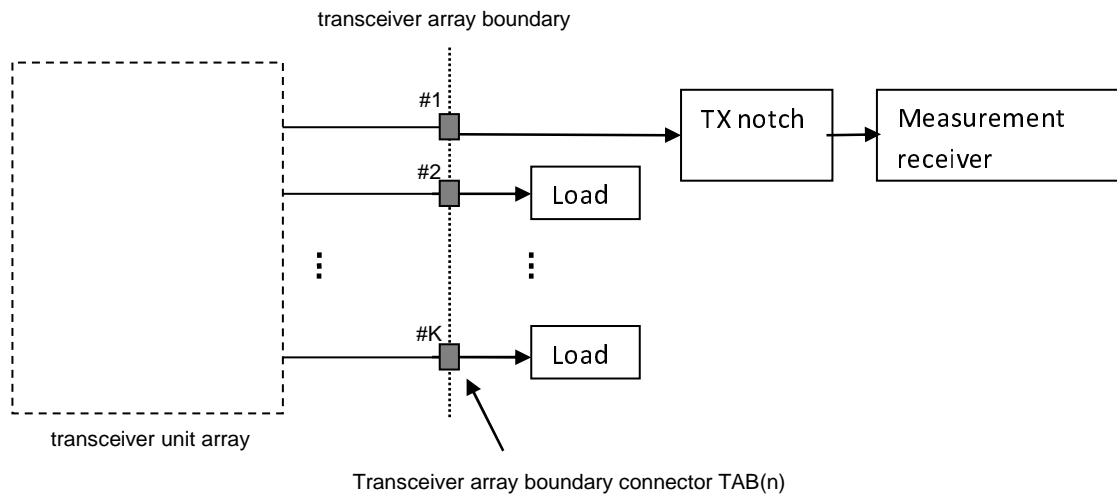 transceiver array boundary
#1
TX notch
Measurement
receiver
#2
Load
#K
Load
transceiver unit array
Transceiver array boundary connector TAB(n)